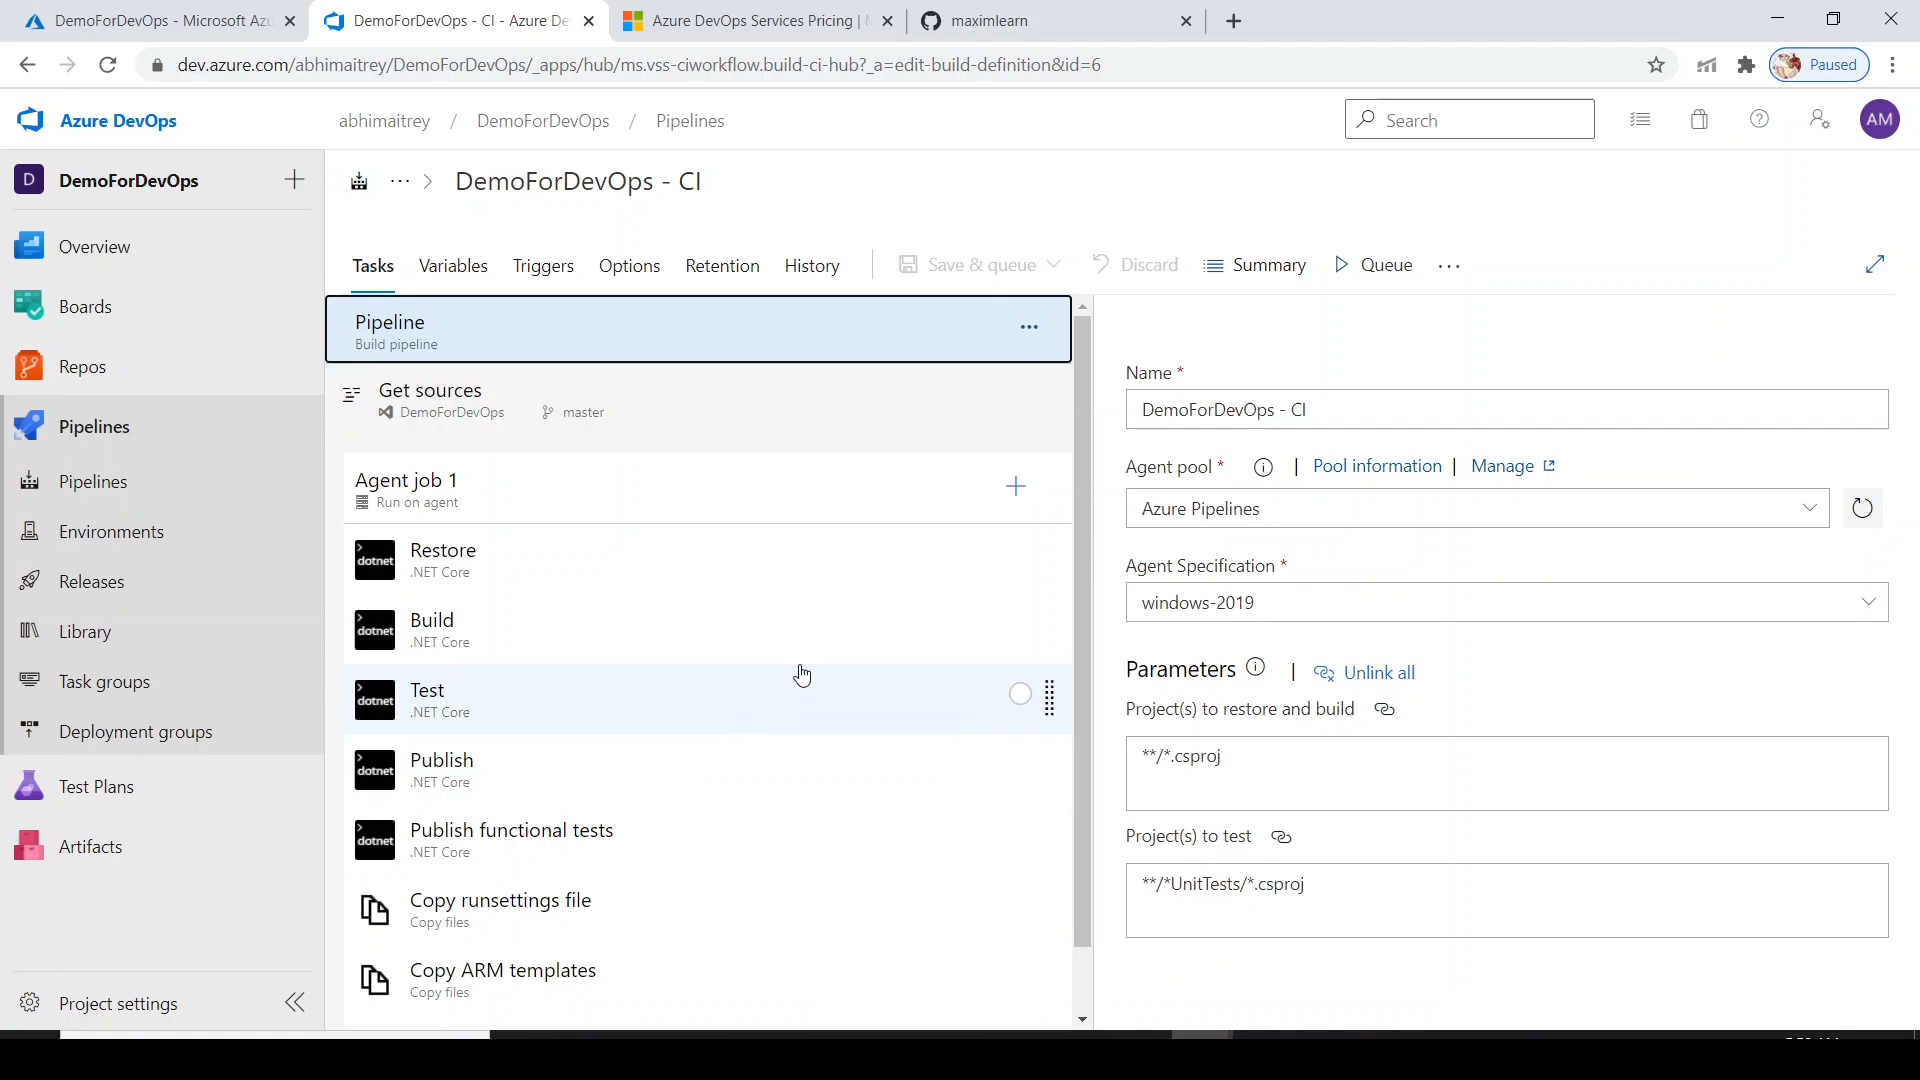 DemoForDevOps - Microsoft Az
DemoForDevOps - CI - Azure De
Azure DevOps Services Pricing |
maximlearn
dev.azure.com/abhimaitrey/DemoForDevOps/_apps/hub/ms.vss-ciworkflow.build-ci-hub?_a=edit-build-definition&id=6
Paused
Azure DevOps
abhimaitrey / DemoForDevOps / Pipelines
Search
AM
D DemoForDevOps
Overview
Boards
Repos
Pipelines
Pipelines
Environments
Releases
Library
Task groups
Deployment groups
Test Plans
Artifacts
Project settings
... > DemoForDevOps - CI
Tasks Variables Triggers Options Retention History Save & queue Discard Summary Queue ...
Pipeline
Build pipeline
Get sources
DemoForDevOps master
Agent job 1
Run on agent
dotnet Restore
.NET Core
dotnet Build
.NET Core
dotnet Test
.NET Core
dotnet Publish
.NET Core
dotnet Publish functional tests
.NET Core
Copy runsettings file
Copy files
Copy ARM templates
Copy files
Name *
DemoForDevOps - CI
Agent pool * | Pool information | Manage
Azure Pipelines
Agent Specification *
windows-2019
Parameters | Unlink all
Project(s) to restore and build
**/*.csproj
Project(s) to test
**/*UnitTests/*.csproj